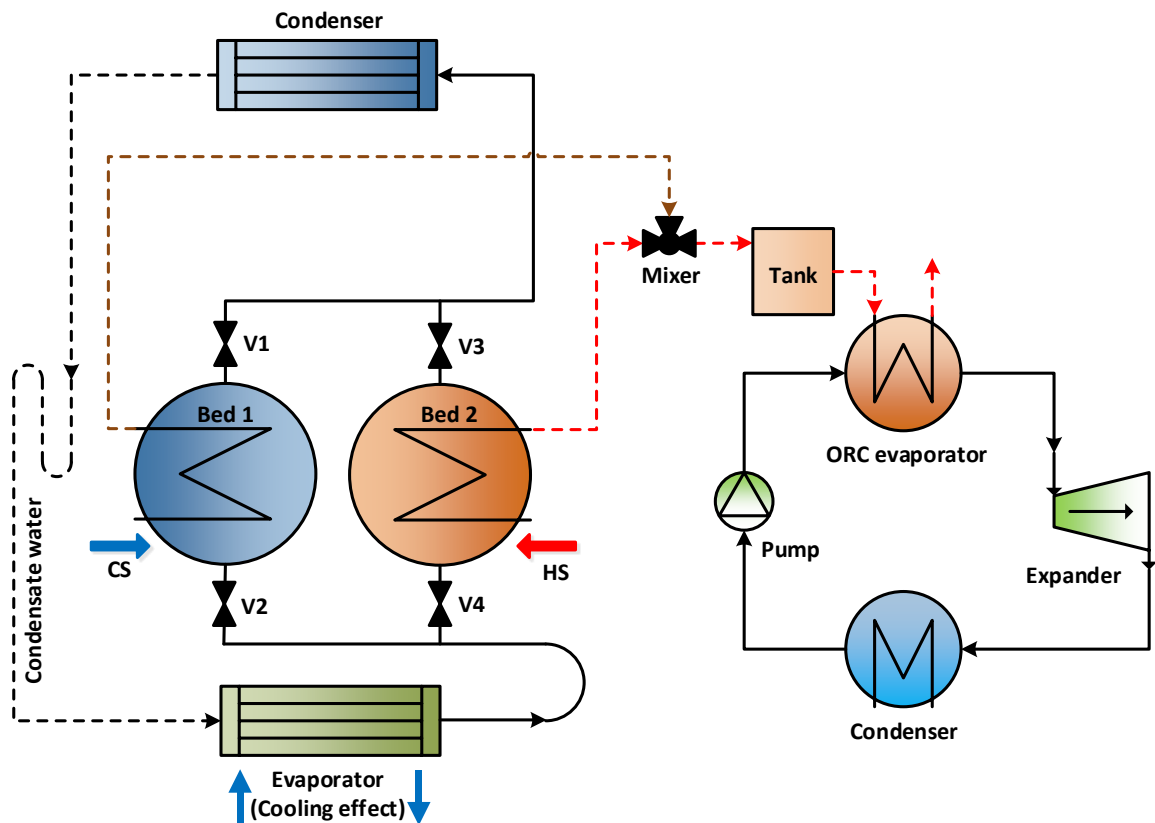 Condenser
Mixer
Tank
V1
V3
Bed 1
Bed 2
ORC evaporator
Condensate water
CS
HS
Pump
Expander
V2
V4
Condenser
Evaporator
(Cooling effect)